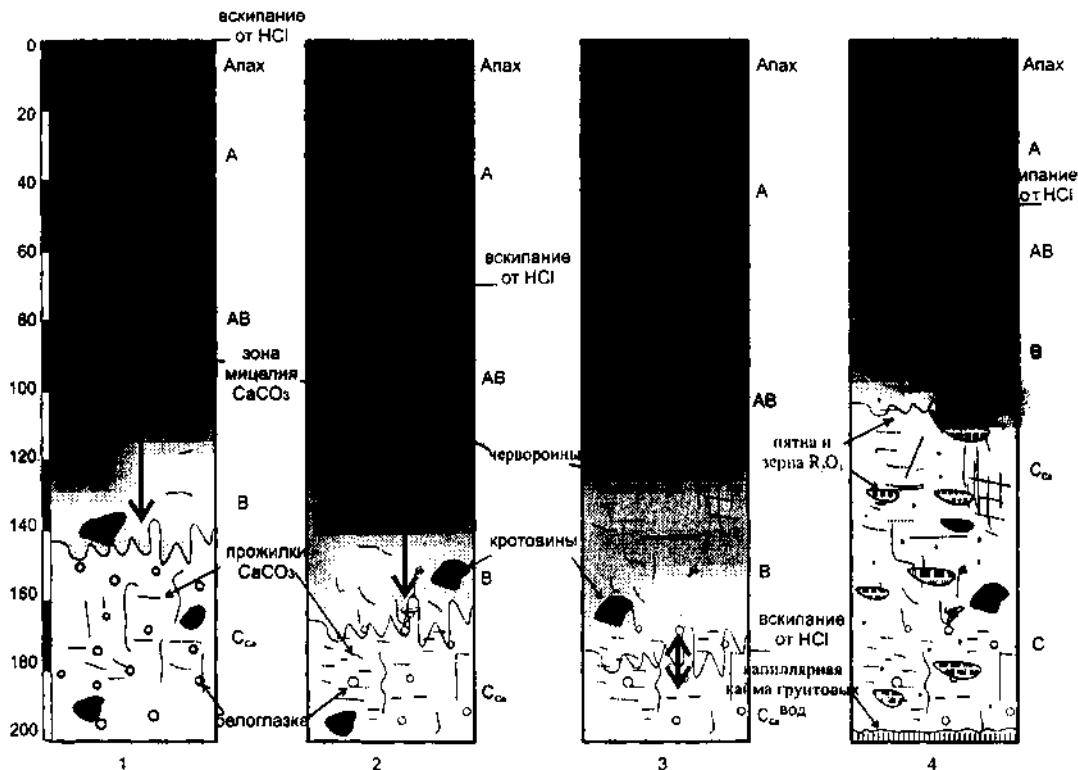 вскипание
от HCl
0
20
40
60
80
100
120
140
160
180
200
Апах
А
АВ
зона
мицелия
CaCO₃
В
прожилки
CaCO₃
Cca
белоглазка
1
Апах
А
вскипание
от HCl
АВ
червороины
кротовины
В
Cca
2
Апах
А
АВ
В
вскипание
от HCl
капиллярная
кайма грунтовых
вод
Cca
3
Апах
А
ипание
от HCl
АВ
В
пятна и
зерна R₂O₃
Cca
С
4